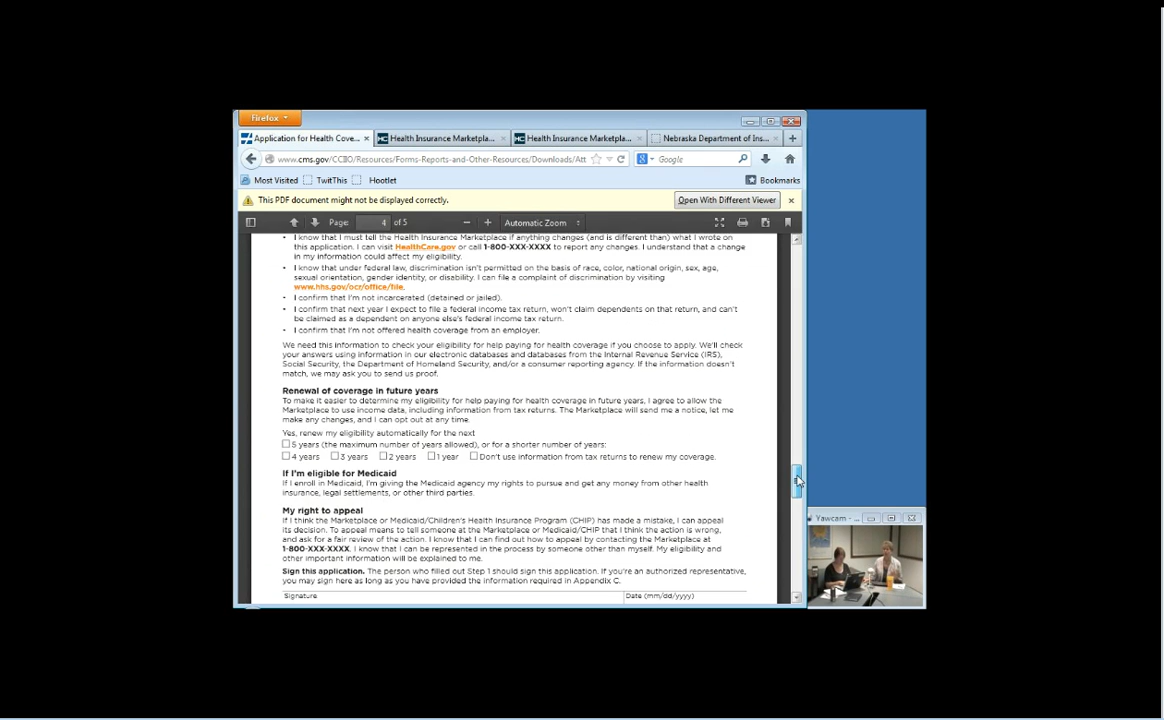 Firefox
Application for Health Cove...
Health Insurance Marketpla...
Health Insurance Marketpla...
Nebraska Department of Ins...
www.cms.gov/CCIIO/Resources/Forms-Reports-and-Other-Resources/Downloads/Att
Google
Most Visited
TwitThis
Hootlet
Bookmarks
This PDF document might not be displayed correctly.
Open With Different Viewer
Page: 4 of 5
Automatic Zoom
• I know that I must tell the Health Insurance Marketplace if anything changes (and is different than) what I wrote on
this application. I can visit HealthCare.gov or call 1-800-XXX-XXXX to report any changes. I understand that a change
in my information could affect my eligibility.
• I know that under federal law, discrimination isn't permitted on the basis of race, color, national origin, sex, age,
sexual orientation, gender identity, or disability. I can file a complaint of discrimination by visiting
www.hhs.gov/ocr/office/file.
• I confirm that I'm not incarcerated (detained or jailed).
• I confirm that next year I expect to file a federal income tax return, won't claim dependents on that return, and can't
be claimed as a dependent on anyone else's federal income tax return.
• I confirm that I'm not offered health coverage from an employer.
We need this information to check your eligibility for help paying for health coverage if you choose to apply. We'll check
your answers using information in our electronic databases and databases from the Internal Revenue Service (IRS),
Social Security, the Department of Homeland Security, and/or a consumer reporting agency. If the information doesn't
match, we may ask you to send us proof.
Renewal of coverage in future years
To make it easier to determine my eligibility for help paying for health coverage in future years, I agree to allow the
Marketplace to use income data, including information from tax returns. The Marketplace will send me a notice, let me
make any changes, and I can opt out at any time.
Yes, renew my eligibility automatically for the next
5 years (the maximum number of years allowed), or for a shorter number of years:
4 years 3 years 2 years 1 year Don't use information from tax returns to renew my coverage.
If I'm eligible for Medicaid
If I enroll in Medicaid, I'm giving the Medicaid agency my rights to pursue and get any money from other health
insurance, legal settlements, or other third parties.
My right to appeal
If I think the Marketplace or Medicaid/Children's Health Insurance Program (CHIP) has made a mistake, I can appeal
its decision. To appeal means to tell someone at the Marketplace or Medicaid/CHIP that I think the action is wrong,
and ask for a fair review of the action. I know that I can find out how to appeal by contacting the Marketplace at
1-800-XXX-XXXX. I know that I can be represented in the process by someone other than myself. My eligibility and
other important information will be explained to me.
Sign this application. The person who filled out Step 1 should sign this application. If you're an authorized representative,
you may sign here as long as you have provided the information required in Appendix C.
Signature
Date (mm/dd/yyyy)
Yawcam - ...